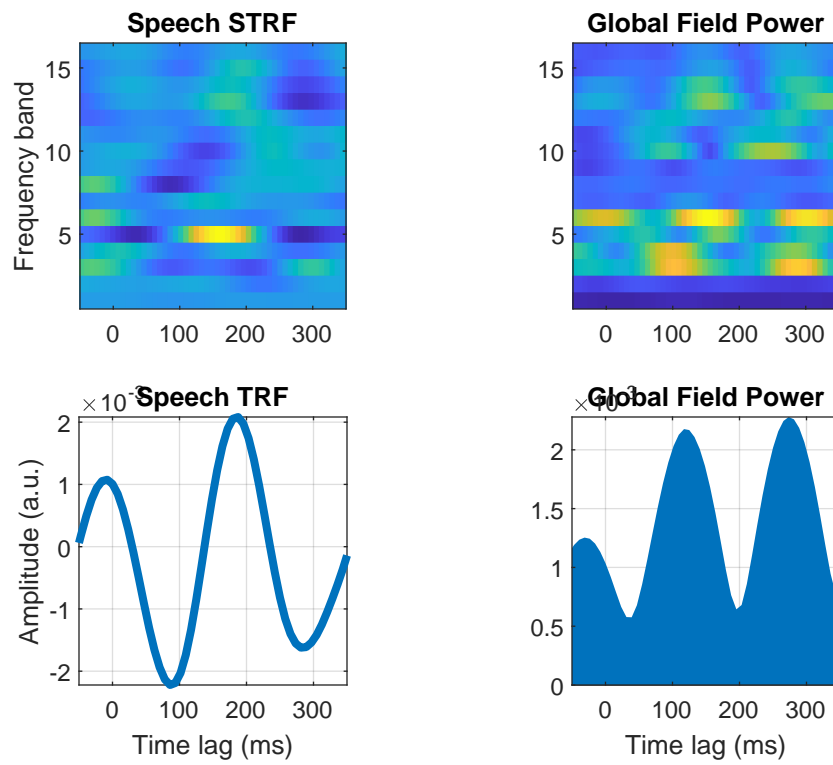 Speech STRF
Frequency band
15
10
5
0 100 200 300
Global Field Power
15
10
5
0 100 200 300
Speech TRF
× 10⁻³
Amplitude (a.u.)
2
1
0
-1
-2
0 100 200 300
Time lag (ms)
Global Field Power
× 10⁻³
2
1.5
1
0.5
0
0 100 200 300
Time lag (ms)